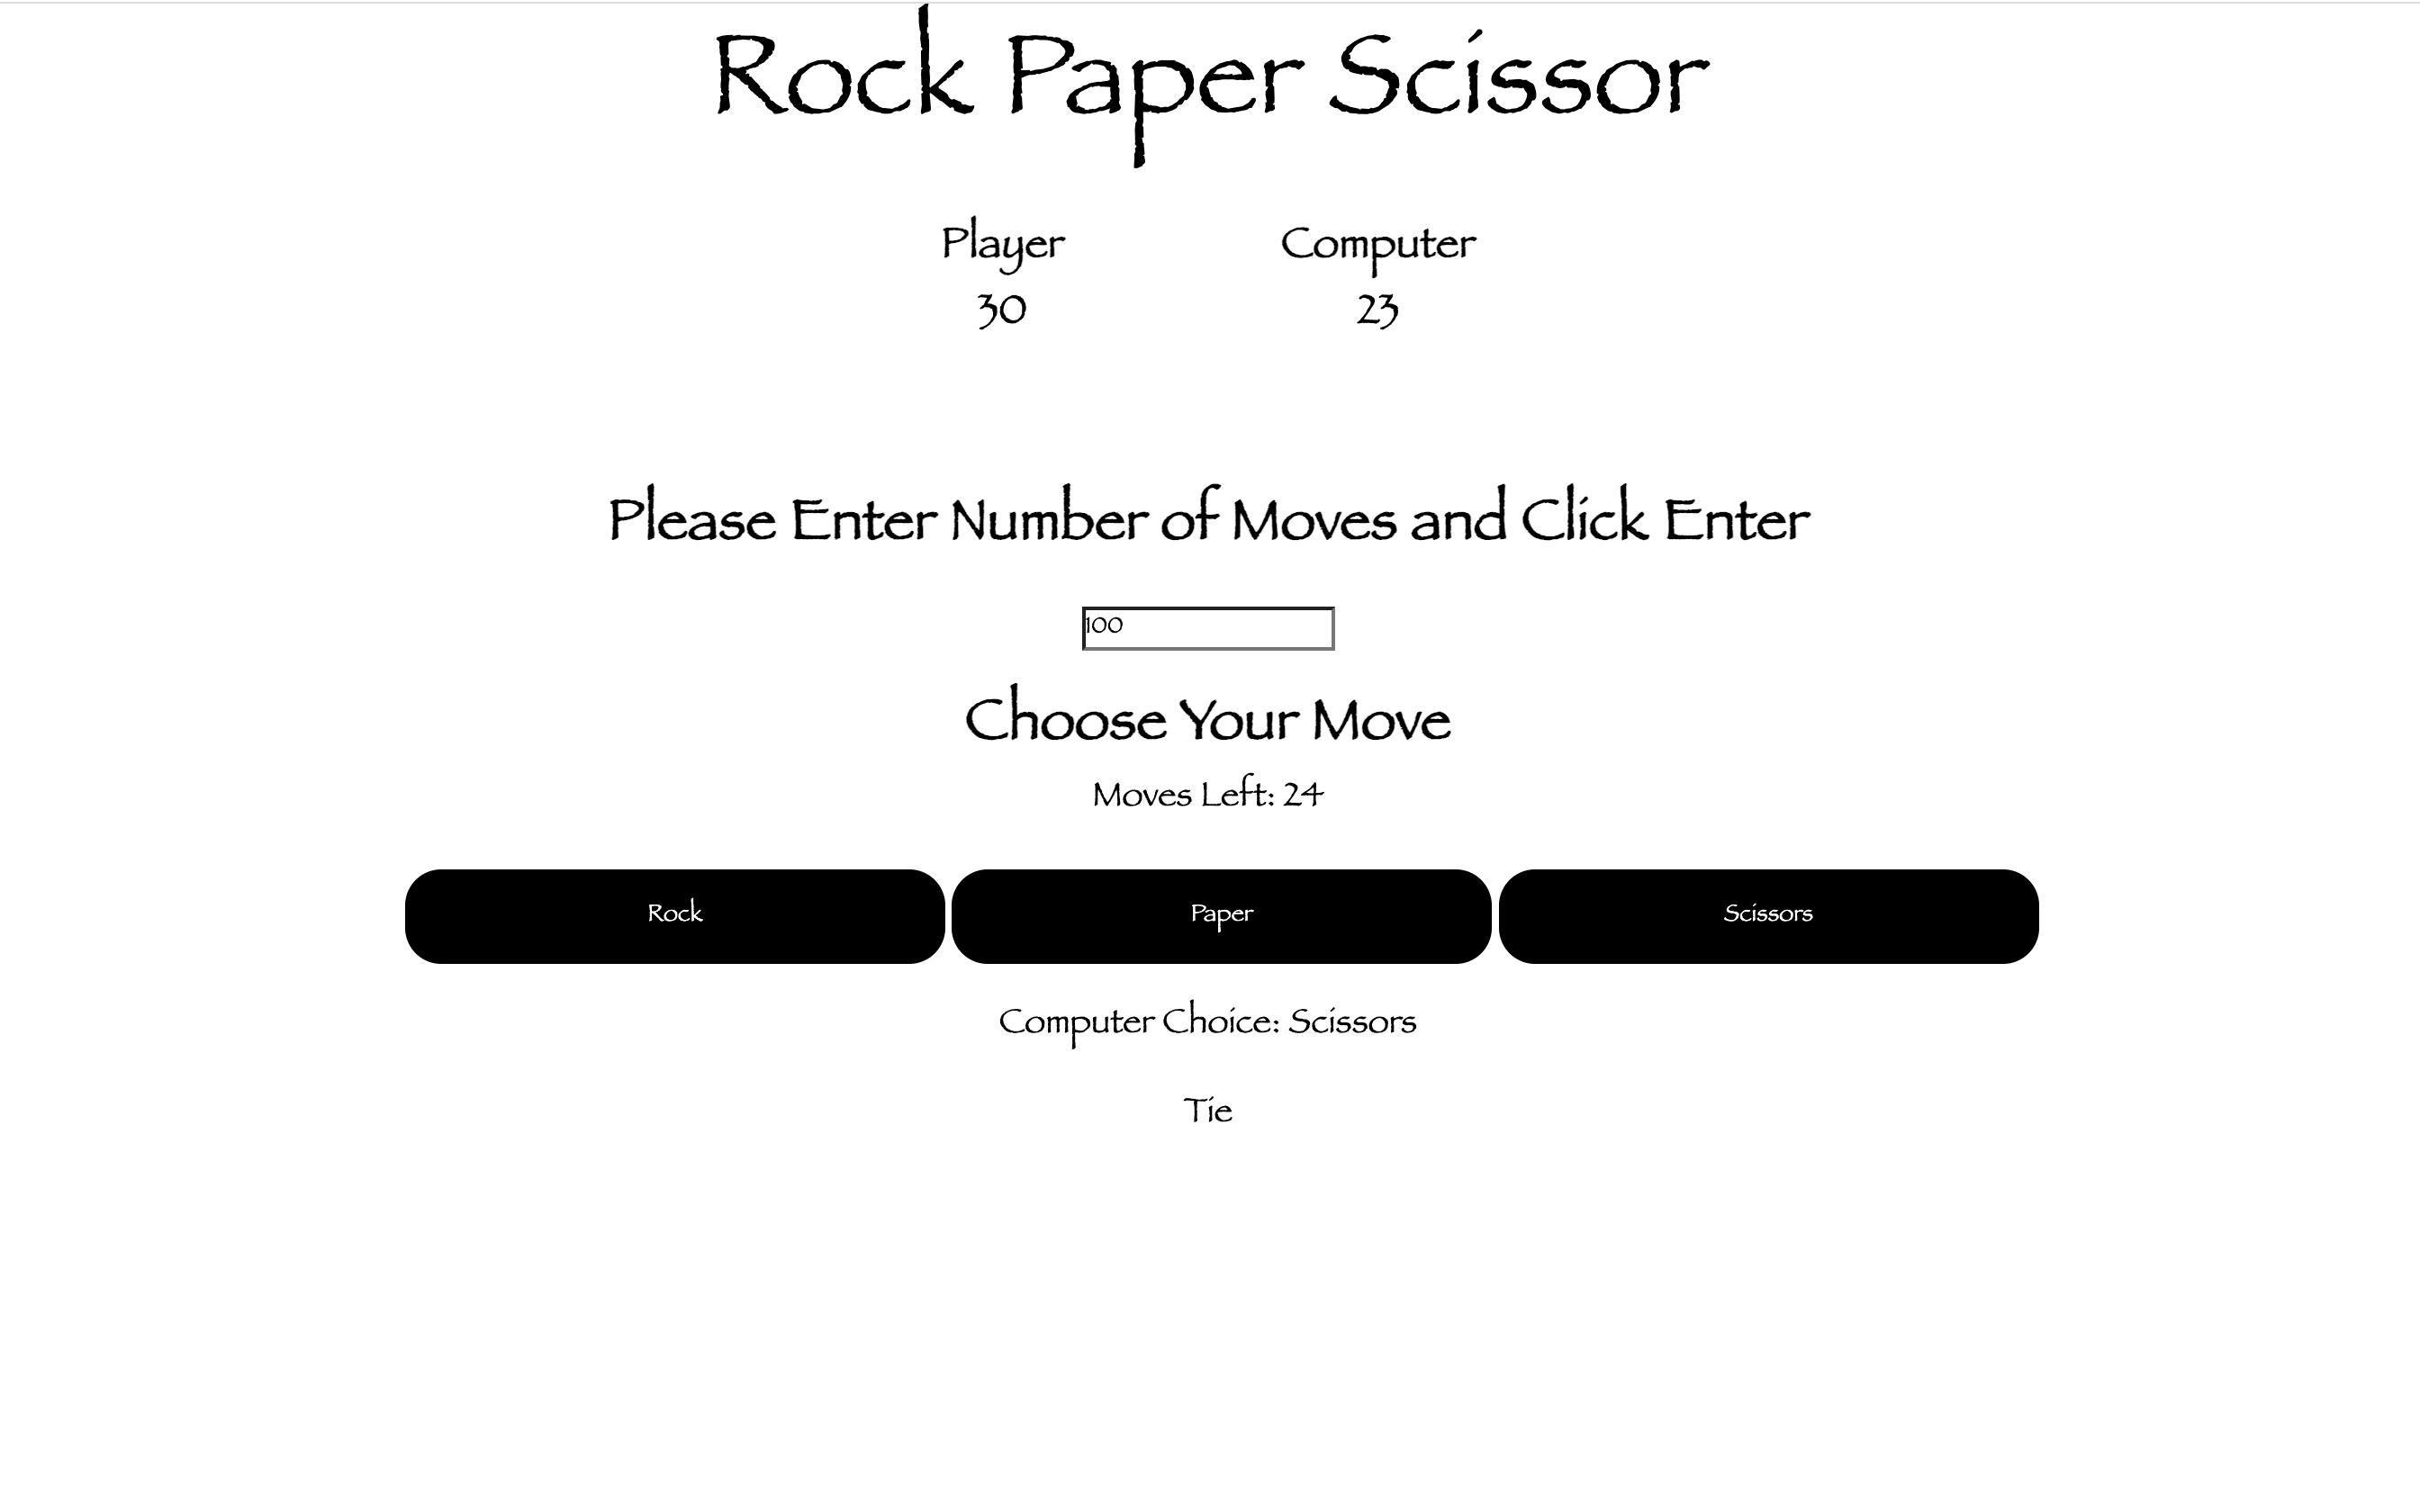 Rock Paper Scissor
Player Computer
30 23
Please Enter Number of Moves and Click Enter
100
Choose Your Move
Moves Left: 24
Rock Paper Scissors
Computer Choice: Scissors
Tie